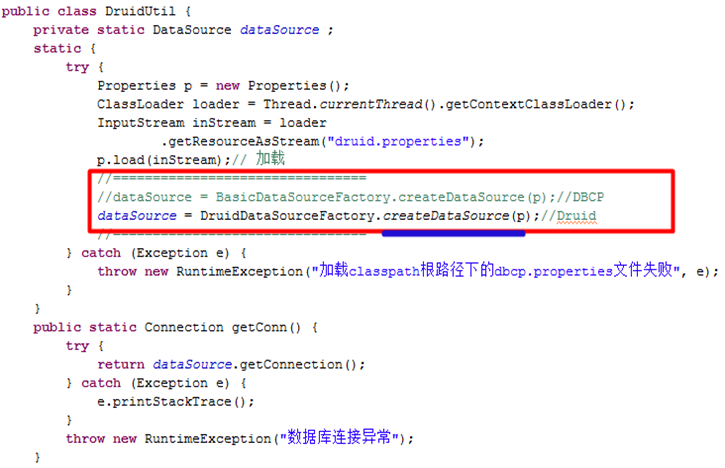 public class DruidUtil {
    private static DataSource dataSource ;
    static {
        try {
            Properties p = new Properties();
            ClassLoader loader = Thread.currentThread().getContextClassLoader();
            InputStream inStream = loader
                    .getResourceAsStream("druid.properties");
            p.load(inStream);// 加载
            //=================================
            //dataSource = BasicDataSourceFactory.createDataSource(p);//DBCP
            dataSource = DruidDataSourceFactory.createDataSource(p);//Druid
            //=================================
        } catch (Exception e) {
            throw new RuntimeException("加载classpath根路径下的dbcp.properties文件失败", e);
        }
    }
    public static Connection getConn() {
        try {
            return dataSource.getConnection();
        } catch (Exception e) {
            e.printStackTrace();
        }
        throw new RuntimeException("数据库连接异常");
    }